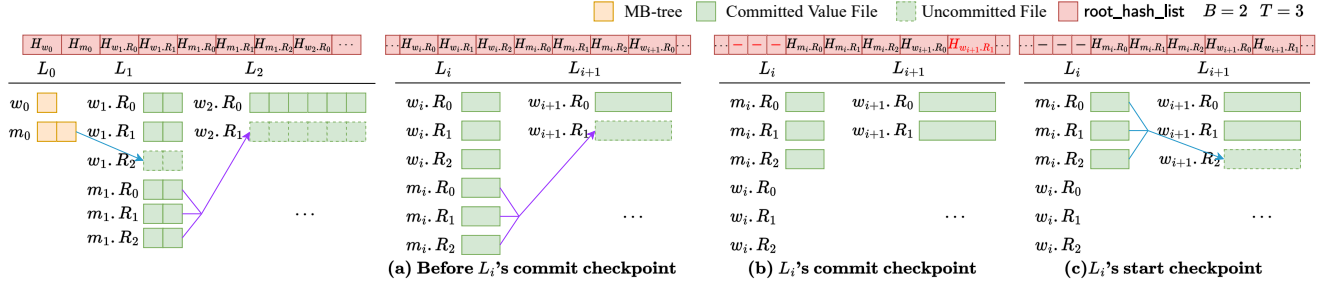 MB-tree Committed Value File Uncommitted File root_hash_list B = 2 T = 3
H_{w_0} H_{m_0} H_{w_1.R_0} H_{w_1.R_1} H_{m_1.R_0} H_{m_1.R_1} H_{m_1.R_2} H_{w_2.R_0} ...
L_0 L_1 L_2
w_0 w_1.R_0 w_2.R_0
m_0 w_1.R_1 w_2.R_1
w_1.R_2
m_1.R_0
m_1.R_1 ...
m_1.R_2
... H_{w_i.R_0} H_{w_i.R_1} H_{w_i.R_2} H_{m_i.R_0} H_{m_i.R_1} H_{m_i.R_2} H_{w_{i+1}.R_0} ...
L_i L_{i+1}
w_i.R_0 w_{i+1}.R_0
w_i.R_1 w_{i+1}.R_1
w_i.R_2
m_i.R_0
m_i.R_1 ...
m_i.R_2
(a) Before L_i's commit checkpoint
... − − − H_{m_i.R_0} H_{m_i.R_1} H_{m_i.R_2} H_{w_{i+1}.R_0} H_{w_{i+1}.R_1} ...
L_i L_{i+1}
m_i.R_0 w_{i+1}.R_0
m_i.R_1 w_{i+1}.R_1
m_i.R_2
w_i.R_0
w_i.R_1 ...
w_i.R_2
(b) L_i's commit checkpoint
... − − − H_{m_i.R_0} H_{m_i.R_1} H_{m_i.R_2} H_{w_{i+1}.R_0} H_{w_{i+1}.R_1} ...
L_i L_{i+1}
m_i.R_0 w_{i+1}.R_0
m_i.R_1 w_{i+1}.R_1
m_i.R_2 w_{i+1}.R_2
w_i.R_0
w_i.R_1 ...
w_i.R_2
(c)L_i's start checkpoint